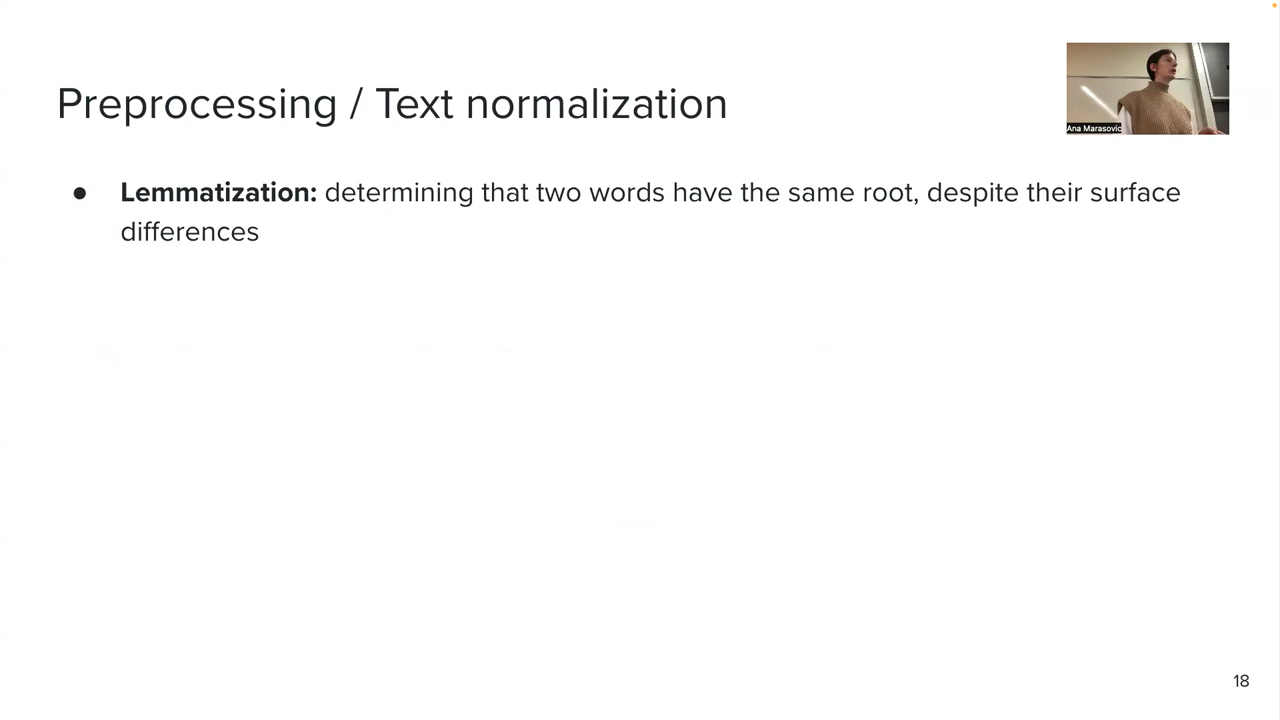 Preprocessing / Text normalization
Ana Marasovic
● Lemmatization: determining that two words have the same root, despite their surface
differences
18